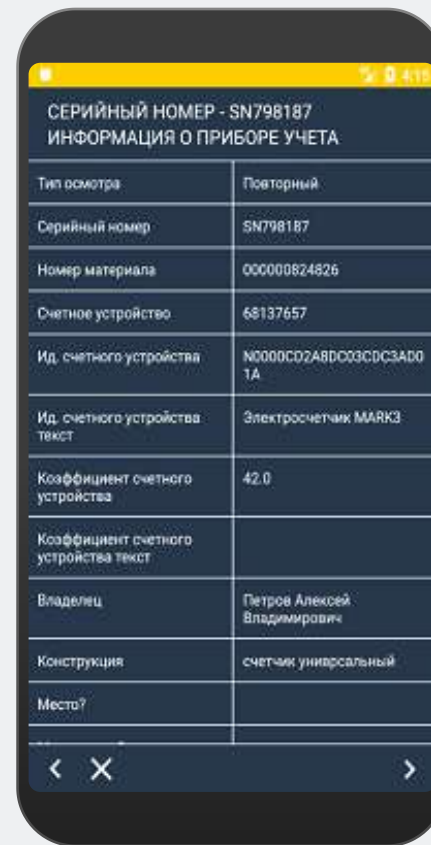 4:15
СЕРИЙНЫЙ НОМЕР - SN798187
ИНФОРМАЦИЯ О ПРИБОРЕ УЧЕТА
Тип осмотра Повторный
Серийный номер SN798187
Номер материала 000000824826
Счетное устройство 68137657
Ид. счетного устройства N0000CD2A8DC03CDC3AD0
1A
Ид. счетного устройства Электросчетчик MARK3
текст
Коэффициент счетного 42.0
устройства
Коэффициент счетного
устройства текст
Владелец Петров Алексей
Владимирович
Конструкция счетчик униврсальный
Место?